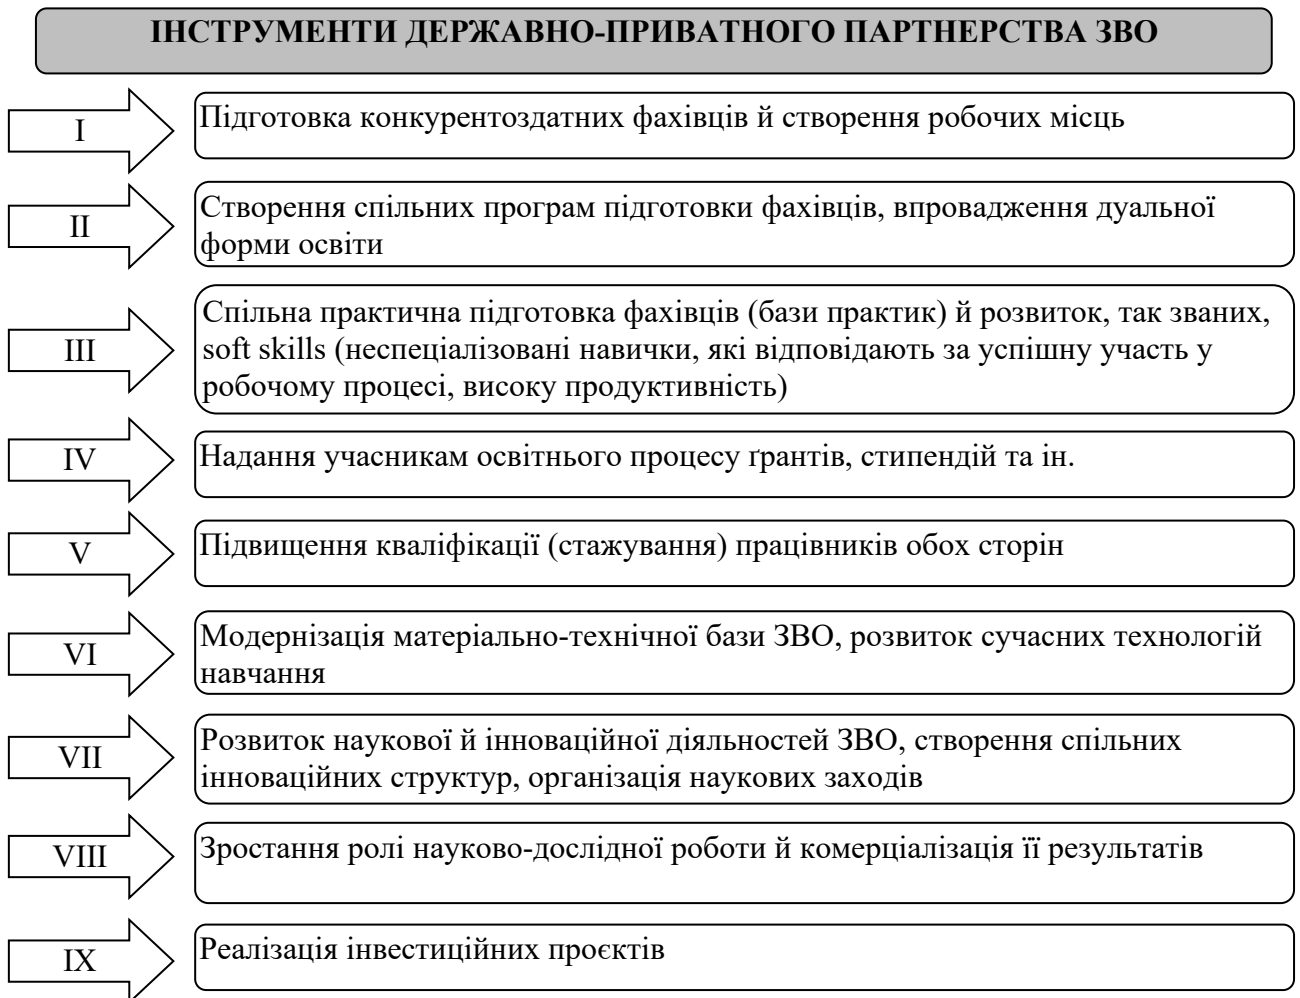 ІНСТРУМЕНТИ ДЕРЖАВНО-ПРИВАТНОГО ПАРТНЕРСТВА ЗВО
I
Підготовка конкурентоздатних фахівців й створення робочих місць
II
Створення спільних програм підготовки фахівців, впровадження дуальної
форми освіти
III
Спільна практична підготовка фахівців (бази практик) й розвиток, так званих,
soft skills (неспеціалізовані навички, які відповідають за успішну участь у
робочому процесі, високу продуктивність)
IV
Надання учасникам освітнього процесу ґрантів, стипендій та ін.
V
Підвищення кваліфікації (стажування) працівників обох сторін
VI
Модернізація матеріально-технічної бази ЗВО, розвиток сучасних технологій
навчання
VII
Розвиток наукової й інноваційної діяльностей ЗВО, створення спільних
інноваційних структур, організація наукових заходів
VIII
Зростання ролі науково-дослідної роботи й комерціалізація її результатів
IX
Реалізація інвестиційних проєктів